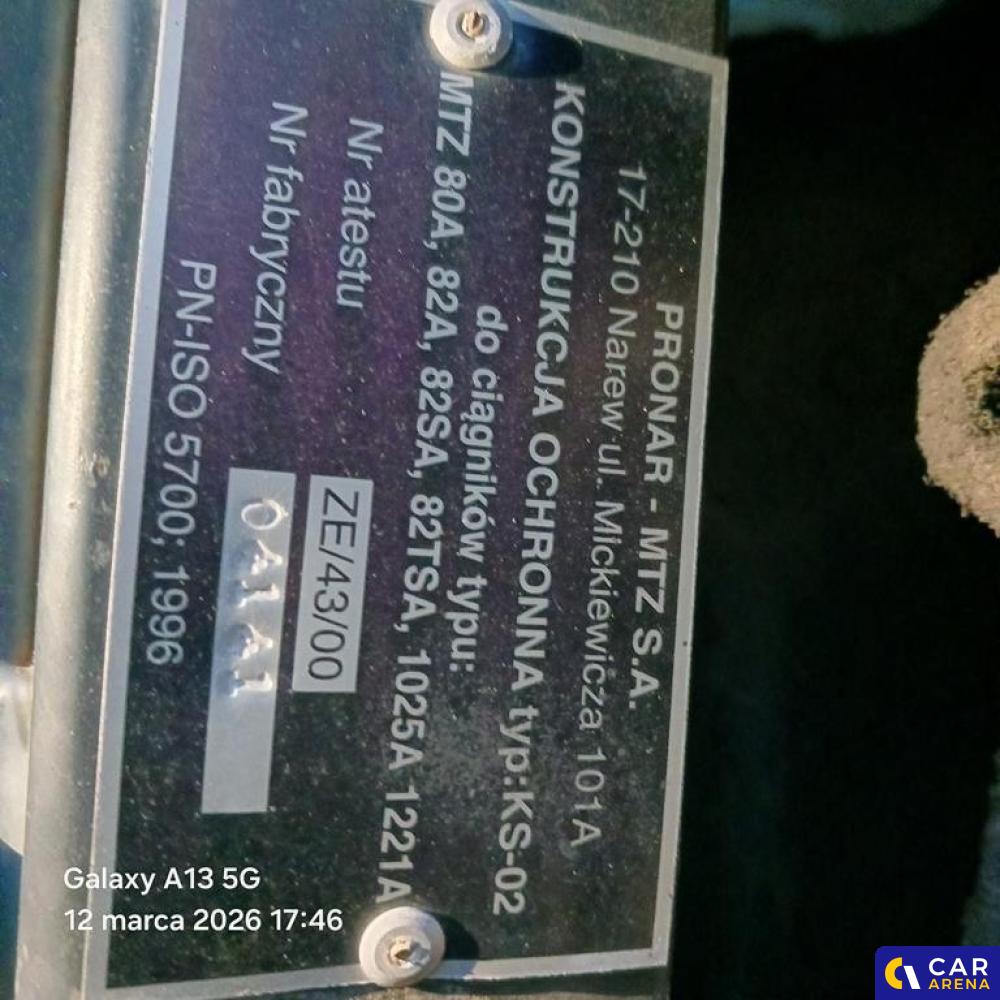 PRONAR - MTZ S.A.
17-210 Narew ul. Mickiewicza 101A
KONSTRUKCJA OCHRONNA typ:KS-02
do ciągników typu:
MTZ 80A, 82A, 82SA, 82TSA, 1025A 1221A
Nr atestu ZE/43/00
Nr fabryczny
PN-ISO 5700; 1996
Galaxy A13 5G
12 marca 2026 17:46
CAR
ARENA